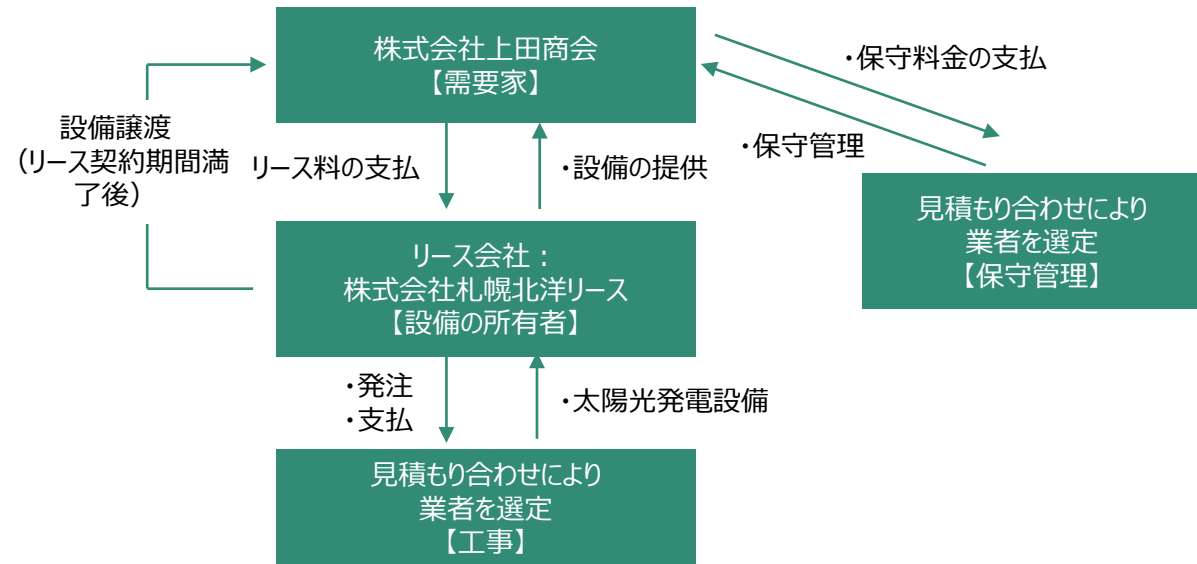 株式会社上田商会
【需要家】
・保守料金の支払
設備譲渡
（リース契約期間満
了後）
リース料の支払
・設備の提供
・保守管理
見積もり合わせにより
業者を選定
【保守管理】
リース会社：
株式会社札幌北洋リース
【設備の所有者】
・発注
・支払
・太陽光発電設備
見積もり合わせにより
業者を選定
【工事】